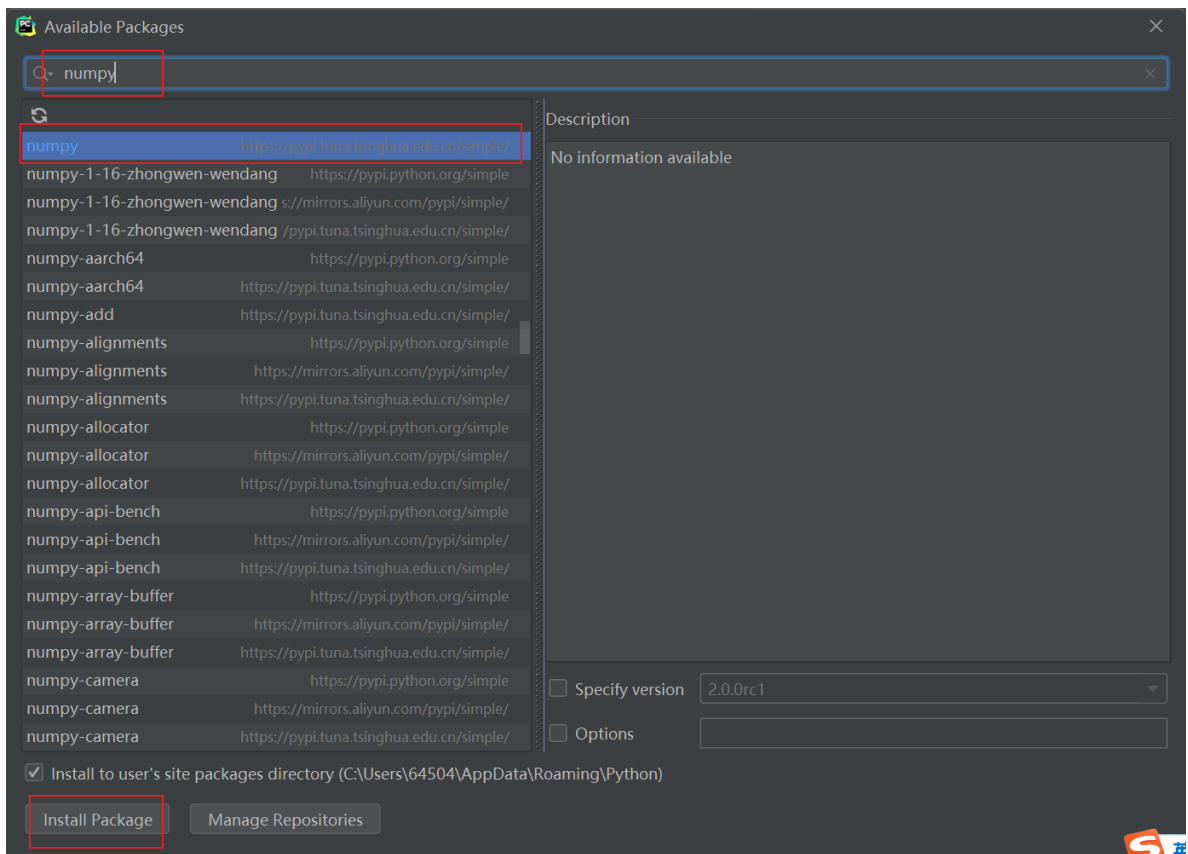 Available Packages
numpy
Description
numpy https://pypi.tuna.tsinghua.edu.cn/simple/
No information available
numpy-1-16-zhongwen-wendang https://pypi.python.org/simple
numpy-1-16-zhongwen-wendang s://mirrors.aliyun.com/pypi/simple/
numpy-1-16-zhongwen-wendang /pypi.tuna.tsinghua.edu.cn/simple/
numpy-aarch64 https://pypi.python.org/simple
numpy-aarch64 https://pypi.tuna.tsinghua.edu.cn/simple/
numpy-add https://pypi.tuna.tsinghua.edu.cn/simple/
numpy-alignments https://pypi.python.org/simple
numpy-alignments https://mirrors.aliyun.com/pypi/simple/
numpy-alignments https://pypi.tuna.tsinghua.edu.cn/simple/
numpy-allocator https://pypi.python.org/simple
numpy-allocator https://mirrors.aliyun.com/pypi/simple/
numpy-allocator https://pypi.tuna.tsinghua.edu.cn/simple/
numpy-api-bench https://pypi.python.org/simple
numpy-api-bench https://mirrors.aliyun.com/pypi/simple/
numpy-api-bench https://pypi.tuna.tsinghua.edu.cn/simple/
numpy-array-buffer https://pypi.python.org/simple
numpy-array-buffer https://mirrors.aliyun.com/pypi/simple/
numpy-array-buffer https://pypi.tuna.tsinghua.edu.cn/simple/
numpy-camera https://pypi.python.org/simple
numpy-camera https://mirrors.aliyun.com/pypi/simple/
numpy-camera https://pypi.tuna.tsinghua.edu.cn/simple/
Specify version 2.0.0rc1
Options
Install to user's site packages directory (C:\Users\64504\AppData\Roaming\Python)
Install Package Manage Repositories